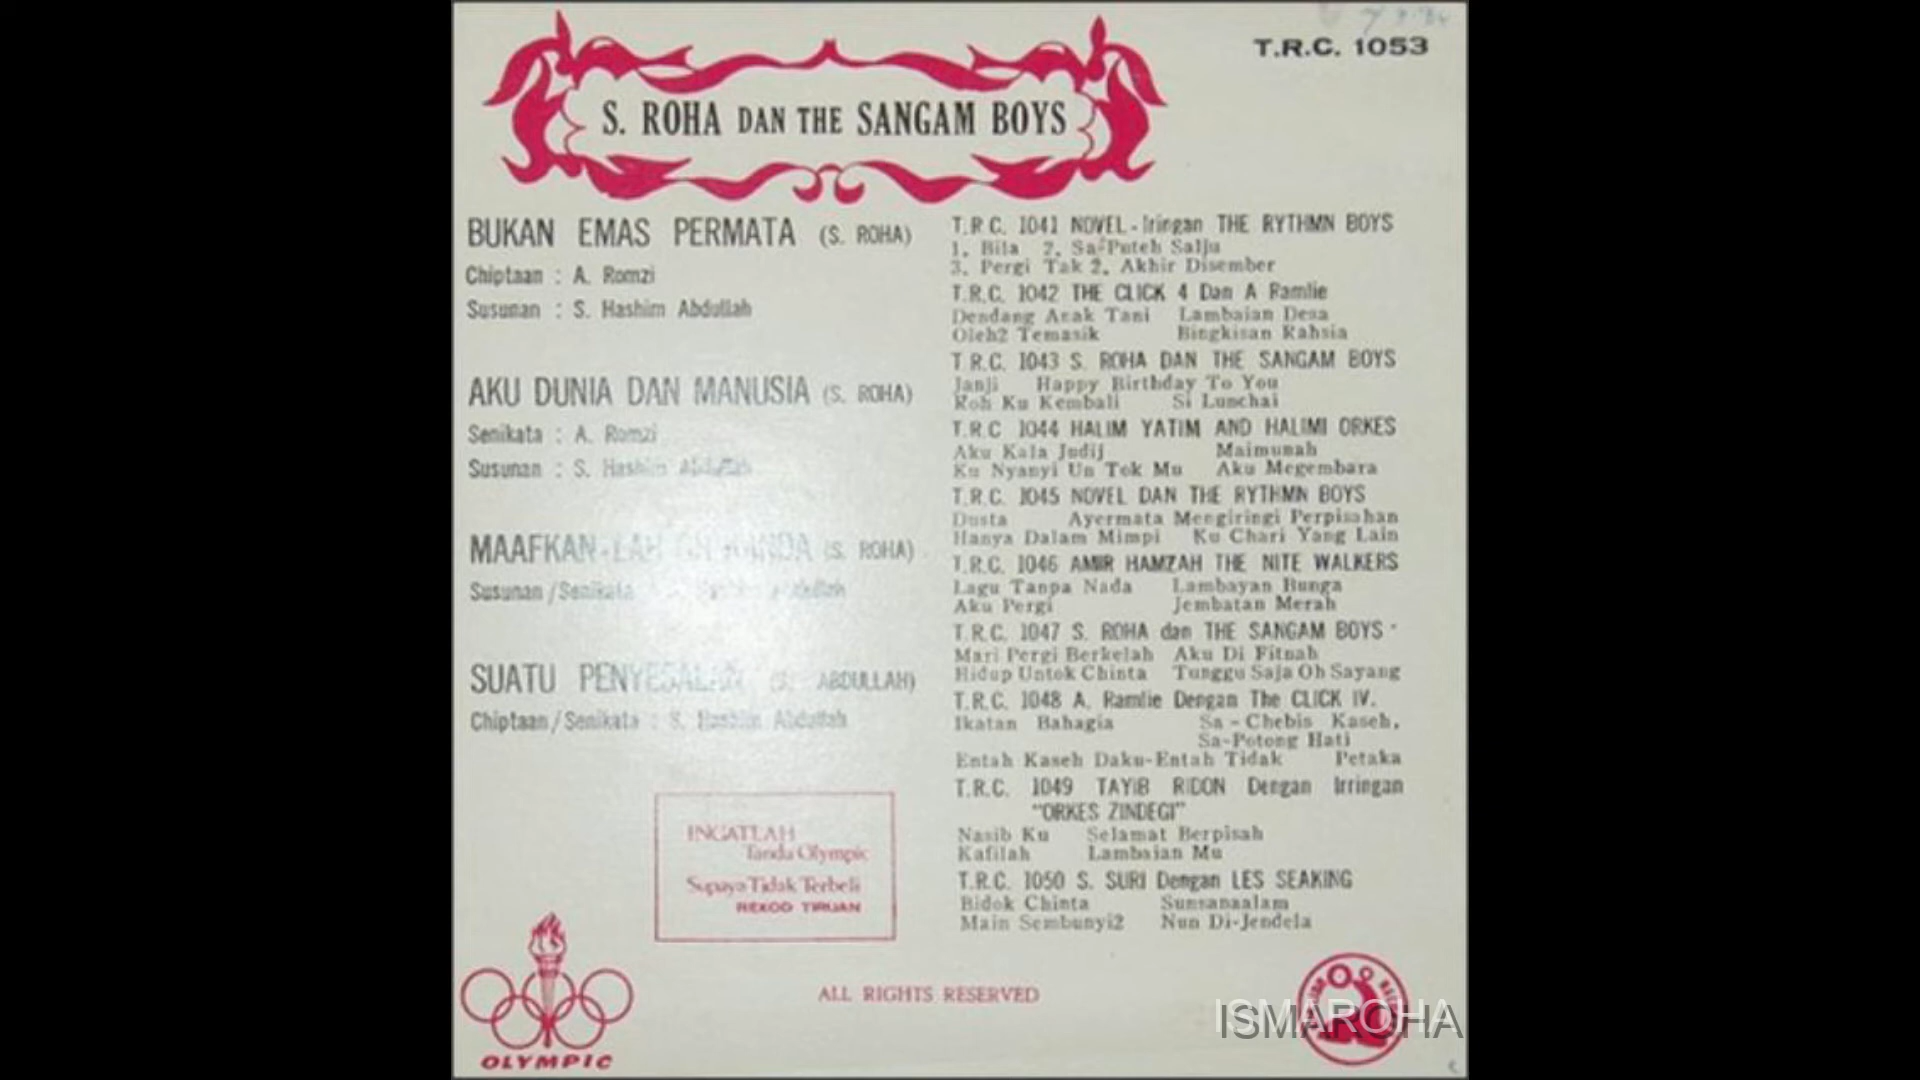 T.R.C. 1053
S. ROHA DAN THE SANGAM BOYS
BUKAN EMAS PERMATA (S. ROHA)
Chiptaan : A. Romzi
Susunan : S. Hashim Abdullah
AKU DUNIA DAN MANUSIA (S. ROHA)
Senikata : A. Romzi
Susunan : S. Hashim Abdullah
MAAFKAN-LAH (S. ROHA)
Susunan/Senikata :
SUATU PENYESALAN (S. ABDULLAH)
Chiptaan/Senikata : S. Hashim Abdullah
T.R.C. 1041 NOVEL - Iringan THE RYTHMN BOYS
1. Bila 2. Sa-Puteh Salju
3. Pergi Tak 2. Akhir Disember
T.R.C. 1042 THE CLICK 4 Dan A Ramlie
Dendang Anak Tani Lambaian Desa
Oleh2 Temasik Bingkisan Rahsia
T.R.C. 1043 S. ROHA DAN THE SANGAM BOYS
Janji Happy Birthday To You
Roh Ku Kembali Si Lunchai
T.R.C 1044 HALIM YATIM AND HALIMI ORKES
Aku Kala Judij Maimunah
Ku Nyanyi Un Tok Mu Aku Megembara
T.R.C. 1045 NOVEL DAN THE RYTHMN BOYS
Dusta Ayermata Mengiringi Perpisahan
Hanya Dalam Mimpi Ku Chari Yang Lain
T.R.C. 1046 AMIR HAMZAH THE NITE WALKERS
Lagu Tanpa Nada Lambayan Bunga
Aku Pergi Jembatan Merah
T.R.C. 1047 S. ROHA dan THE SANGAM BOYS
Mari Pergi Berkelah Aku Di Fitnah
Hidup Untok Chinta Tunggu Saja Oh Sayang
T.R.C. 1048 A. Ramlie Dengan The CLICK IV.
Ikatan Bahagia Sa - Chebis Kaseh,
Sa-Potong Hati
Entah Kaseh Daku-Entah Tidak Petaka
T.R.C. 1049 TAYIB RIDON Dengan Irringan
"ORKES ZINDEGI"
Nasib Ku Selamat Berpisah
Kafilah Lambaian Mu
T.R.C. 1050 S. SURI Dengan LES SEAKING
Bidok Chinta Sunsanaalam
Main Sembunyi2 Nun Di-Jendela
INGATLAH
Tanda Olympic
Supaya Tidak Terbeli
REKOD TIRUAN
OLYMPIC
ALL RIGHTS RESERVED
ISMAROHA